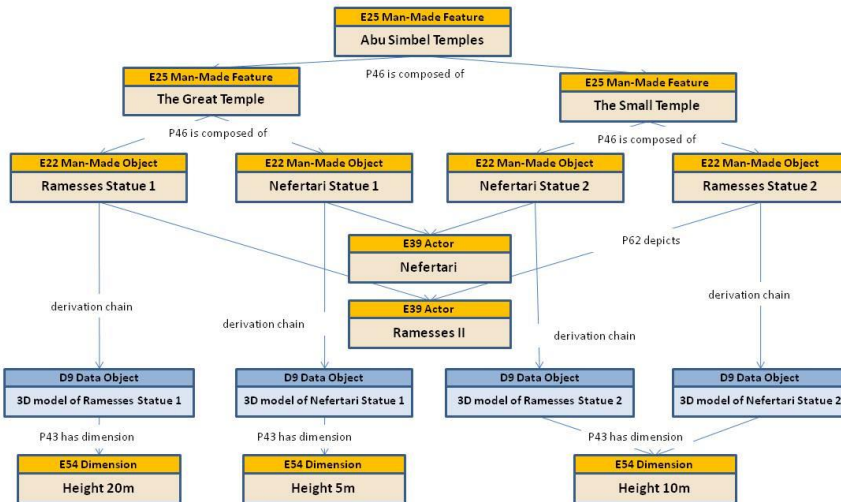 E25 Man-Made Feature
Abu Simbel Temples
P46 is composed of
E25 Man-Made Feature
The Great Temple
E25 Man-Made Feature
The Small Temple
P46 is composed of
P46 is composed of
E22 Man-Made Object
Ramesses Statue 1
E22 Man-Made Object
Nefertari Statue 1
E22 Man-Made Object
Nefertari Statue 2
E22 Man-Made Object
Ramesses Statue 2
E39 Actor
Nefertari
P62 depicts
E39 Actor
Ramesses II
derivation chain
derivation chain
derivation chain
derivation chain
D9 Data Object
3D model of Ramesses Statue 1
D9 Data Object
3D model of Nefertari Statue 1
D9 Data Object
3D model of Ramesses Statue 2
D9 Data Object
3D model of Nefertari Statue 2
P43 has dimension
P43 has dimension
P43 has dimension
E54 Dimension
Height 20m
E54 Dimension
Height 5m
E54 Dimension
Height 10m